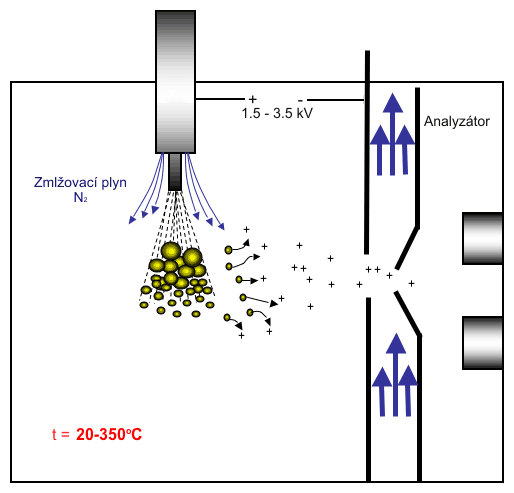 + -
1.5 - 3.5 kV
Analyzátor
Zmlžovací plyn
N₂
t = 20-350°C